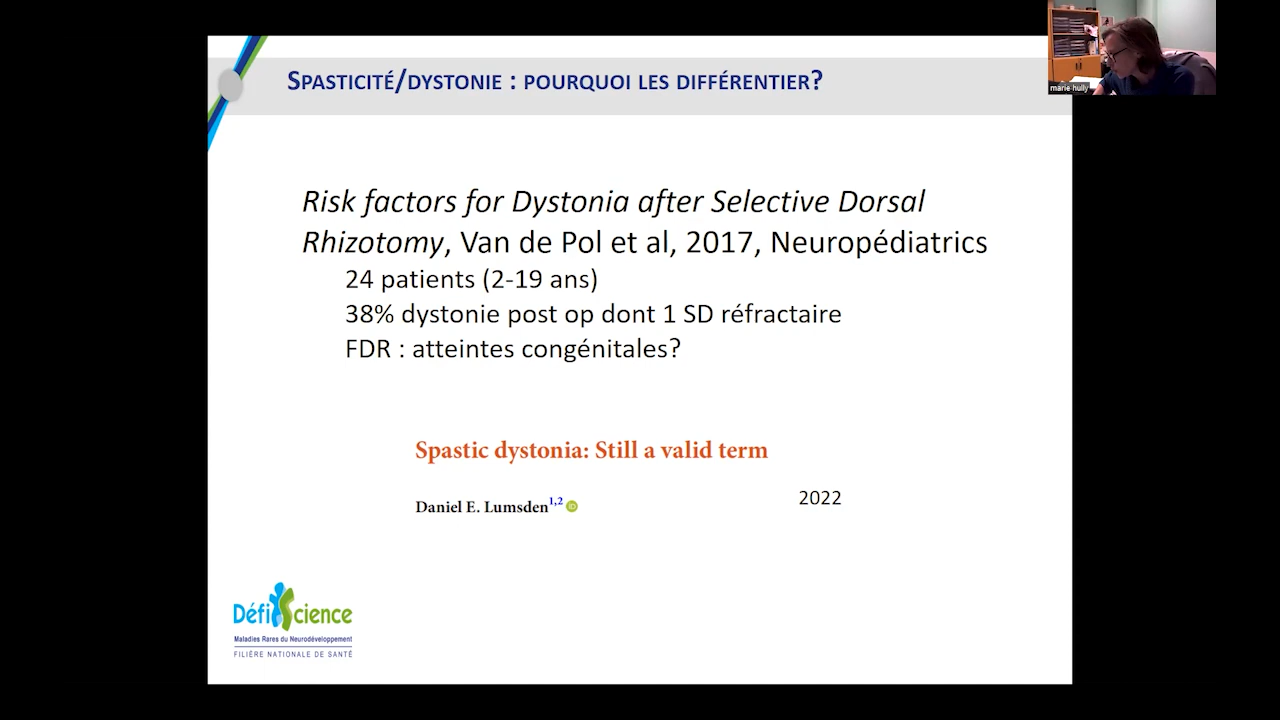 marie hully
SPASTICITÉ/DYSTONIE : POURQUOI LES DIFFÉRENTIER?
Risk factors for Dystonia after Selective Dorsal
Rhizotomy, Van de Pol et al, 2017, Neuropédiatrics
24 patients (2-19 ans)
38% dystonie post op dont 1 SD réfractaire
FDR : atteintes congénitales?
Spastic dystonia: Still a valid term
Daniel E. Lumsden1,2 iD
2022
DéfiScience
Maladies Rares du Neurodéveloppement
FILIÈRE NATIONALE DE SANTÉ